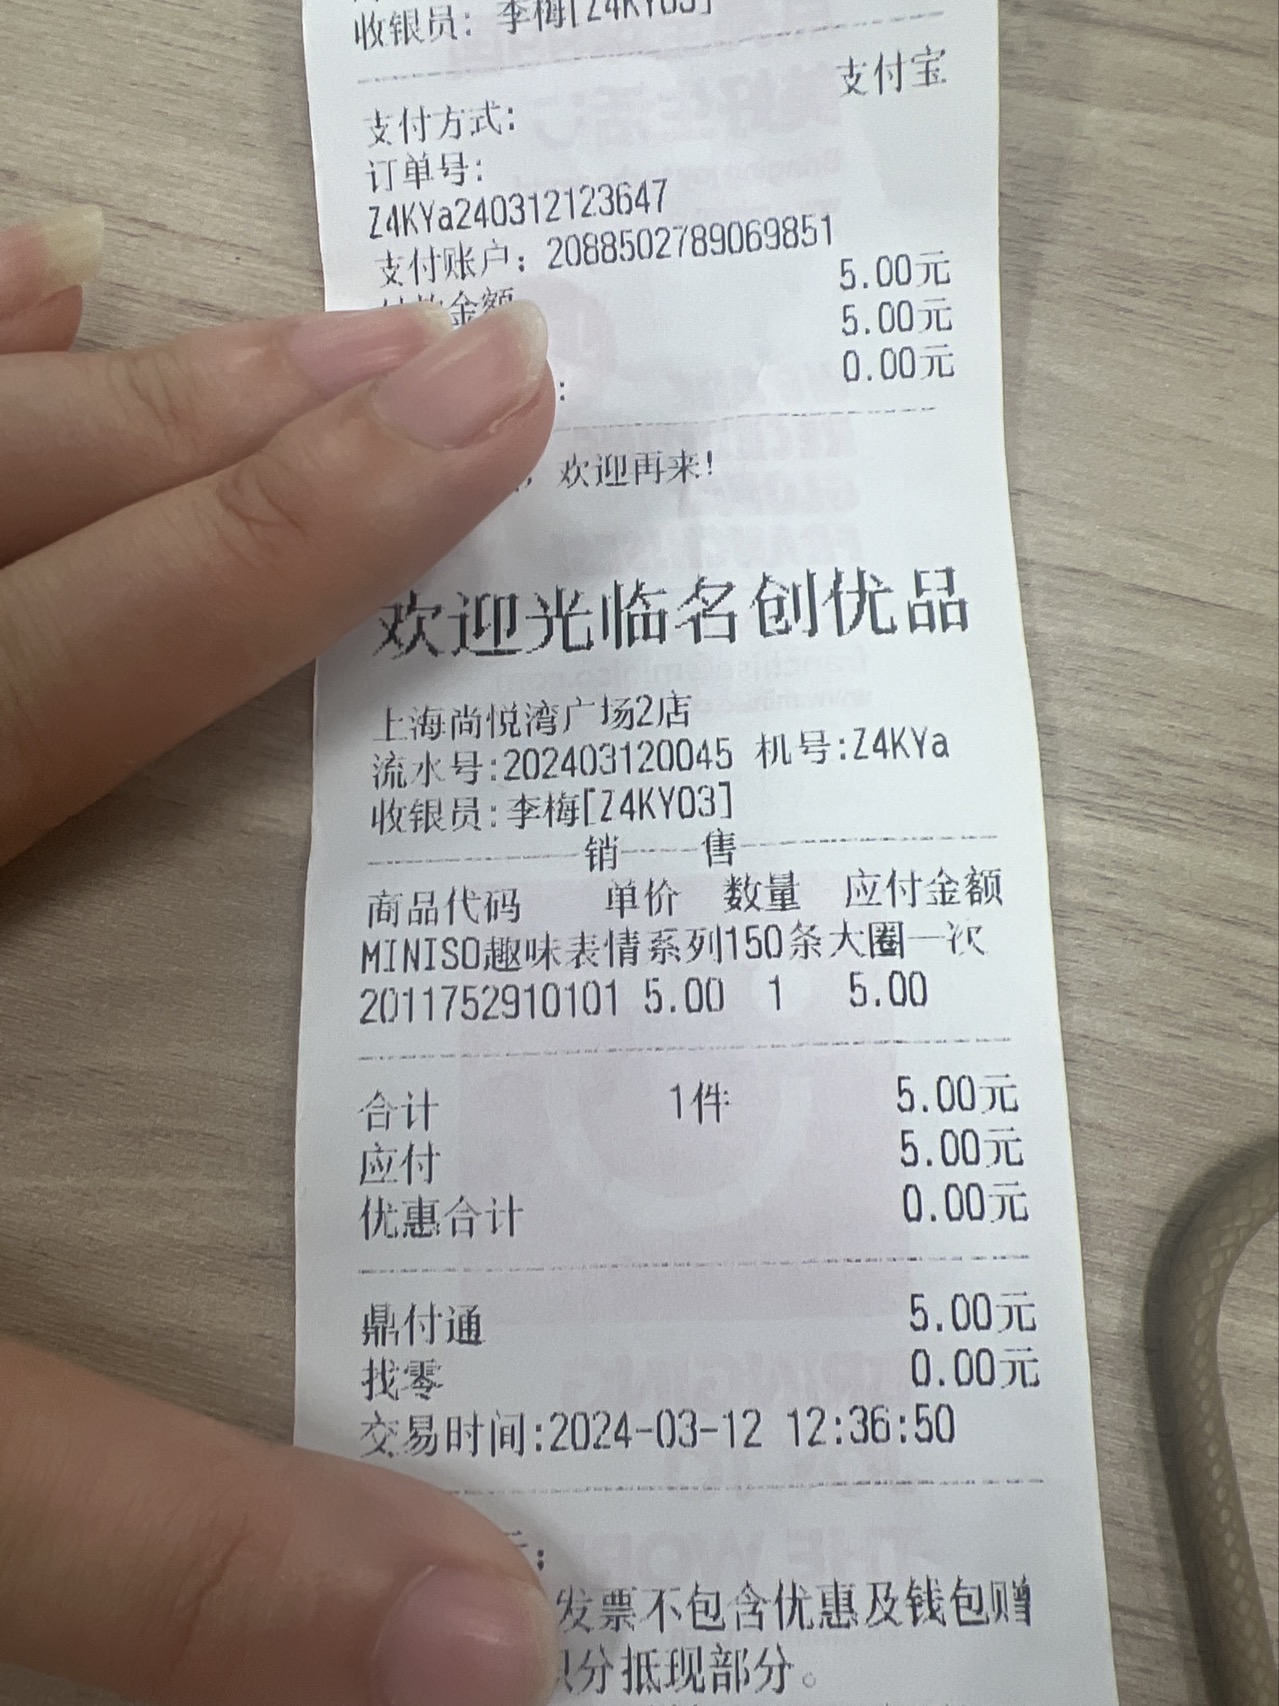 收银员: 李梅[Z4KY03]
支付宝
支付方式:
订单号:
Z4KYa240312123647
支付账户: 2088502789069851
5.00元
金额
5.00元
0.00元
:
, 欢迎再来!
欢迎光临名创优品
上海尚悦湾广场2店
流水号:202403120045 机号:Z4KYa
收银员:李梅[Z4KY03]
销 售
商品代码 单价 数量 应付金额
MINISO趣味表情系列150条大圈一次
2011752910101 5.00 1 5.00
合计 1件 5.00元
应付 5.00元
优惠合计 0.00元
鼎付通 5.00元
找零 0.00元
交易时间:2024-03-12 12:36:50
:
发票不包含优惠及钱包赠
分抵现部分。